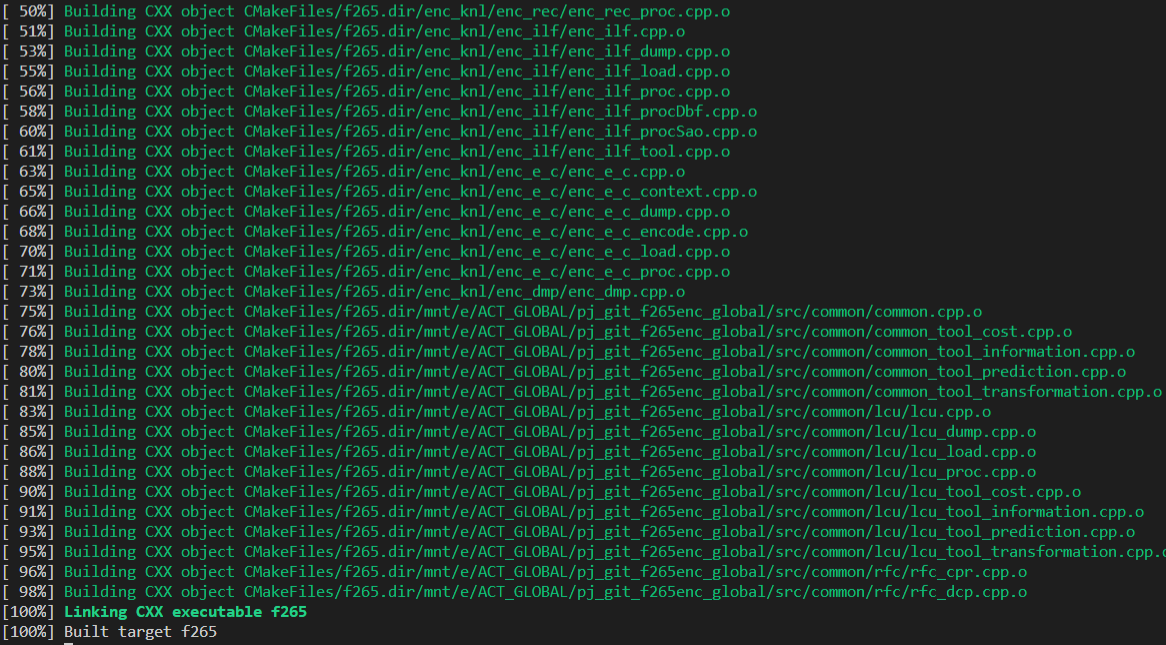 [ 50%] Building CXX object CMakeFiles/f265.dir/enc_knl/enc_rec/enc_rec_proc.cpp.o
[ 51%] Building CXX object CMakeFiles/f265.dir/enc_knl/enc_ilf/enc_ilf.cpp.o
[ 53%] Building CXX object CMakeFiles/f265.dir/enc_knl/enc_ilf/enc_ilf_dump.cpp.o
[ 55%] Building CXX object CMakeFiles/f265.dir/enc_knl/enc_ilf/enc_ilf_load.cpp.o
[ 56%] Building CXX object CMakeFiles/f265.dir/enc_knl/enc_ilf/enc_ilf_proc.cpp.o
[ 58%] Building CXX object CMakeFiles/f265.dir/enc_knl/enc_ilf/enc_ilf_procDbf.cpp.o
[ 60%] Building CXX object CMakeFiles/f265.dir/enc_knl/enc_ilf/enc_ilf_procSao.cpp.o
[ 61%] Building CXX object CMakeFiles/f265.dir/enc_knl/enc_ilf/enc_ilf_tool.cpp.o
[ 63%] Building CXX object CMakeFiles/f265.dir/enc_knl/enc_e_c/enc_e_c.cpp.o
[ 65%] Building CXX object CMakeFiles/f265.dir/enc_knl/enc_e_c/enc_e_c_context.cpp.o
[ 66%] Building CXX object CMakeFiles/f265.dir/enc_knl/enc_e_c/enc_e_c_dump.cpp.o
[ 68%] Building CXX object CMakeFiles/f265.dir/enc_knl/enc_e_c/enc_e_c_encode.cpp.o
[ 70%] Building CXX object CMakeFiles/f265.dir/enc_knl/enc_e_c/enc_e_c_load.cpp.o
[ 71%] Building CXX object CMakeFiles/f265.dir/enc_knl/enc_e_c/enc_e_c_proc.cpp.o
[ 73%] Building CXX object CMakeFiles/f265.dir/enc_knl/enc_dmp/enc_dmp.cpp.o
[ 75%] Building CXX object CMakeFiles/f265.dir/mnt/e/ACT_GLOBAL/pj_git_f265enc_global/src/common/common.cpp.o
[ 76%] Building CXX object CMakeFiles/f265.dir/mnt/e/ACT_GLOBAL/pj_git_f265enc_global/src/common/common_tool_cost.cpp.o
[ 78%] Building CXX object CMakeFiles/f265.dir/mnt/e/ACT_GLOBAL/pj_git_f265enc_global/src/common/common_tool_information.cpp.o
[ 80%] Building CXX object CMakeFiles/f265.dir/mnt/e/ACT_GLOBAL/pj_git_f265enc_global/src/common/common_tool_prediction.cpp.o
[ 81%] Building CXX object CMakeFiles/f265.dir/mnt/e/ACT_GLOBAL/pj_git_f265enc_global/src/common/common_tool_transformation.cpp.o
[ 83%] Building CXX object CMakeFiles/f265.dir/mnt/e/ACT_GLOBAL/pj_git_f265enc_global/src/common/lcu/lcu.cpp.o
[ 85%] Building CXX object CMakeFiles/f265.dir/mnt/e/ACT_GLOBAL/pj_git_f265enc_global/src/common/lcu/lcu_dump.cpp.o
[ 86%] Building CXX object CMakeFiles/f265.dir/mnt/e/ACT_GLOBAL/pj_git_f265enc_global/src/common/lcu/lcu_load.cpp.o
[ 88%] Building CXX object CMakeFiles/f265.dir/mnt/e/ACT_GLOBAL/pj_git_f265enc_global/src/common/lcu/lcu_proc.cpp.o
[ 90%] Building CXX object CMakeFiles/f265.dir/mnt/e/ACT_GLOBAL/pj_git_f265enc_global/src/common/lcu/lcu_tool_cost.cpp.o
[ 91%] Building CXX object CMakeFiles/f265.dir/mnt/e/ACT_GLOBAL/pj_git_f265enc_global/src/common/lcu/lcu_tool_information.cpp.o
[ 93%] Building CXX object CMakeFiles/f265.dir/mnt/e/ACT_GLOBAL/pj_git_f265enc_global/src/common/lcu/lcu_tool_prediction.cpp.o
[ 95%] Building CXX object CMakeFiles/f265.dir/mnt/e/ACT_GLOBAL/pj_git_f265enc_global/src/common/lcu/lcu_tool_transformation.cpp.o
[ 96%] Building CXX object CMakeFiles/f265.dir/mnt/e/ACT_GLOBAL/pj_git_f265enc_global/src/common/rfc/rfc_cpr.cpp.o
[ 98%] Building CXX object CMakeFiles/f265.dir/mnt/e/ACT_GLOBAL/pj_git_f265enc_global/src/common/rfc/rfc_dcp.cpp.o
[100%] Linking CXX executable f265
[100%] Built target f265